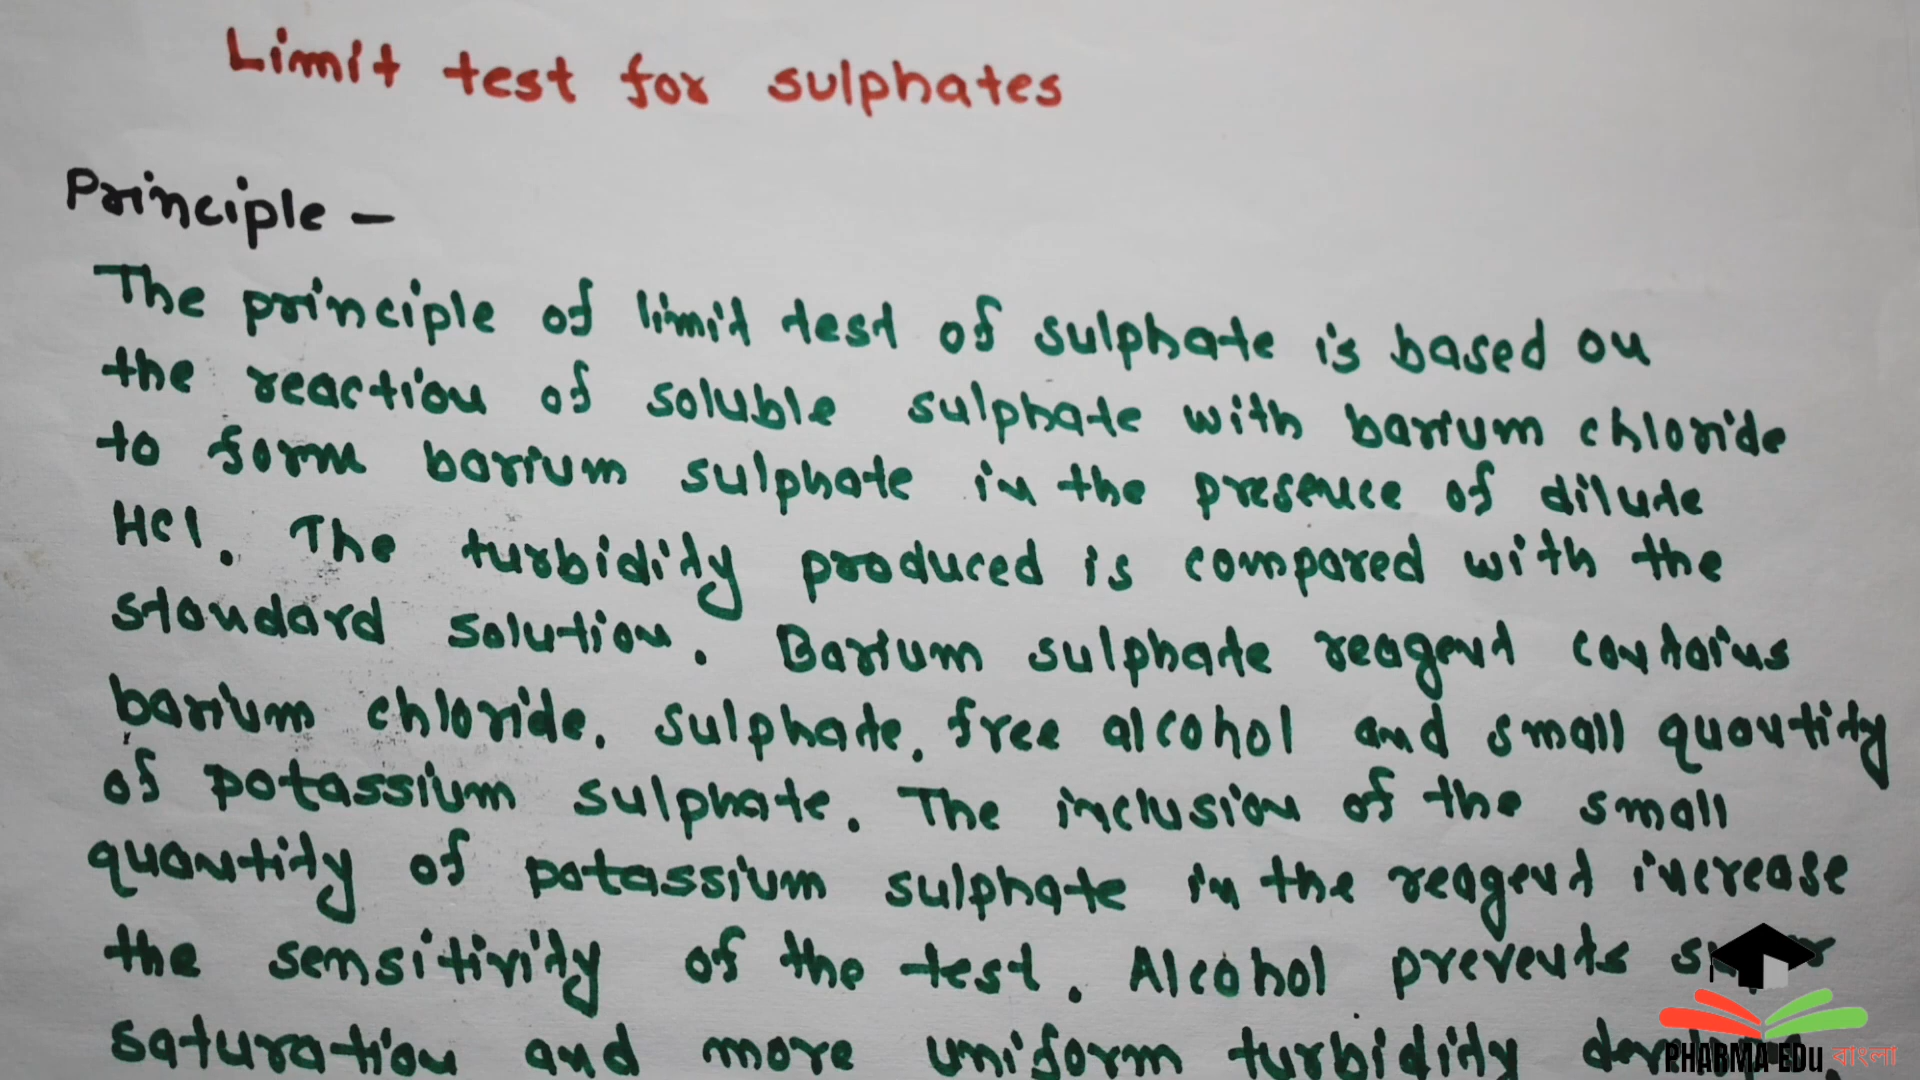 Limit test for sulphates
Principle -
The principle of limit test of sulphate is based on
the reaction of soluble sulphate with barium chloride
to form barium sulphate in the presence of dilute
HCl. The turbidity produced is compared with the
standard solution. Barium sulphate reagent contains
barium chloride. sulphate. free alcohol and small quantity
of potassium sulphate. The inclusion of the small
quantity of potassium sulphate in the reagent increase
the sensitivity of the test. Alcohol prevents
saturation and more uniform turbidity
PHARMA EDu বাংলা